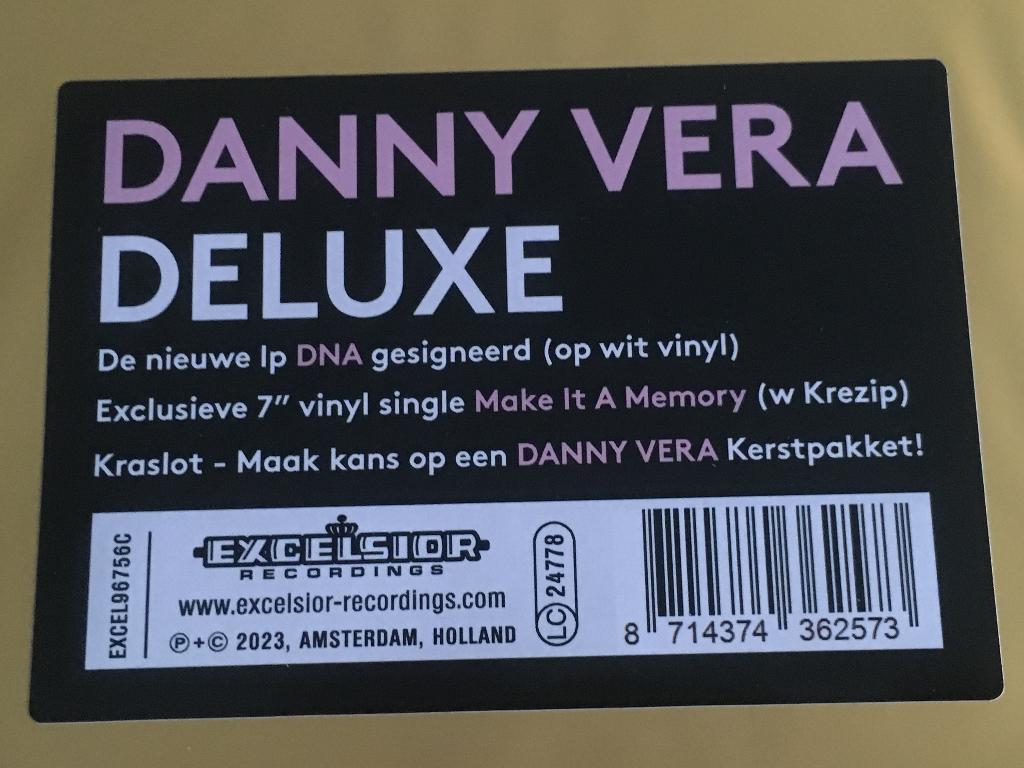 DANNY VERA
DELUXE
De nieuwe lp DNA gesigneerd (op wit vinyl)
Exclusieve 7" vinyl single Make It A Memory (w Krezip)
Kraslot - Maak kans op een DANNY VERA Kerstpakket!
EXCEL96756C
EXCELSIOR
RECORDINGS
www.excelsior-recordings.com
℗+© 2023, AMSTERDAM, HOLLAND
LC 24778
8 714374 362573